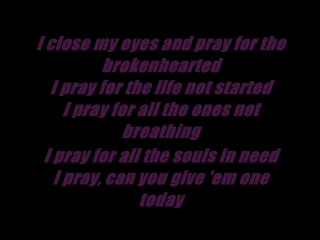 I close my eyes and pray for the
brokenhearted
I pray for the life not started
I pray for all the ones not
breathing
I pray for all the souls in need
I pray, can you give 'em one
today